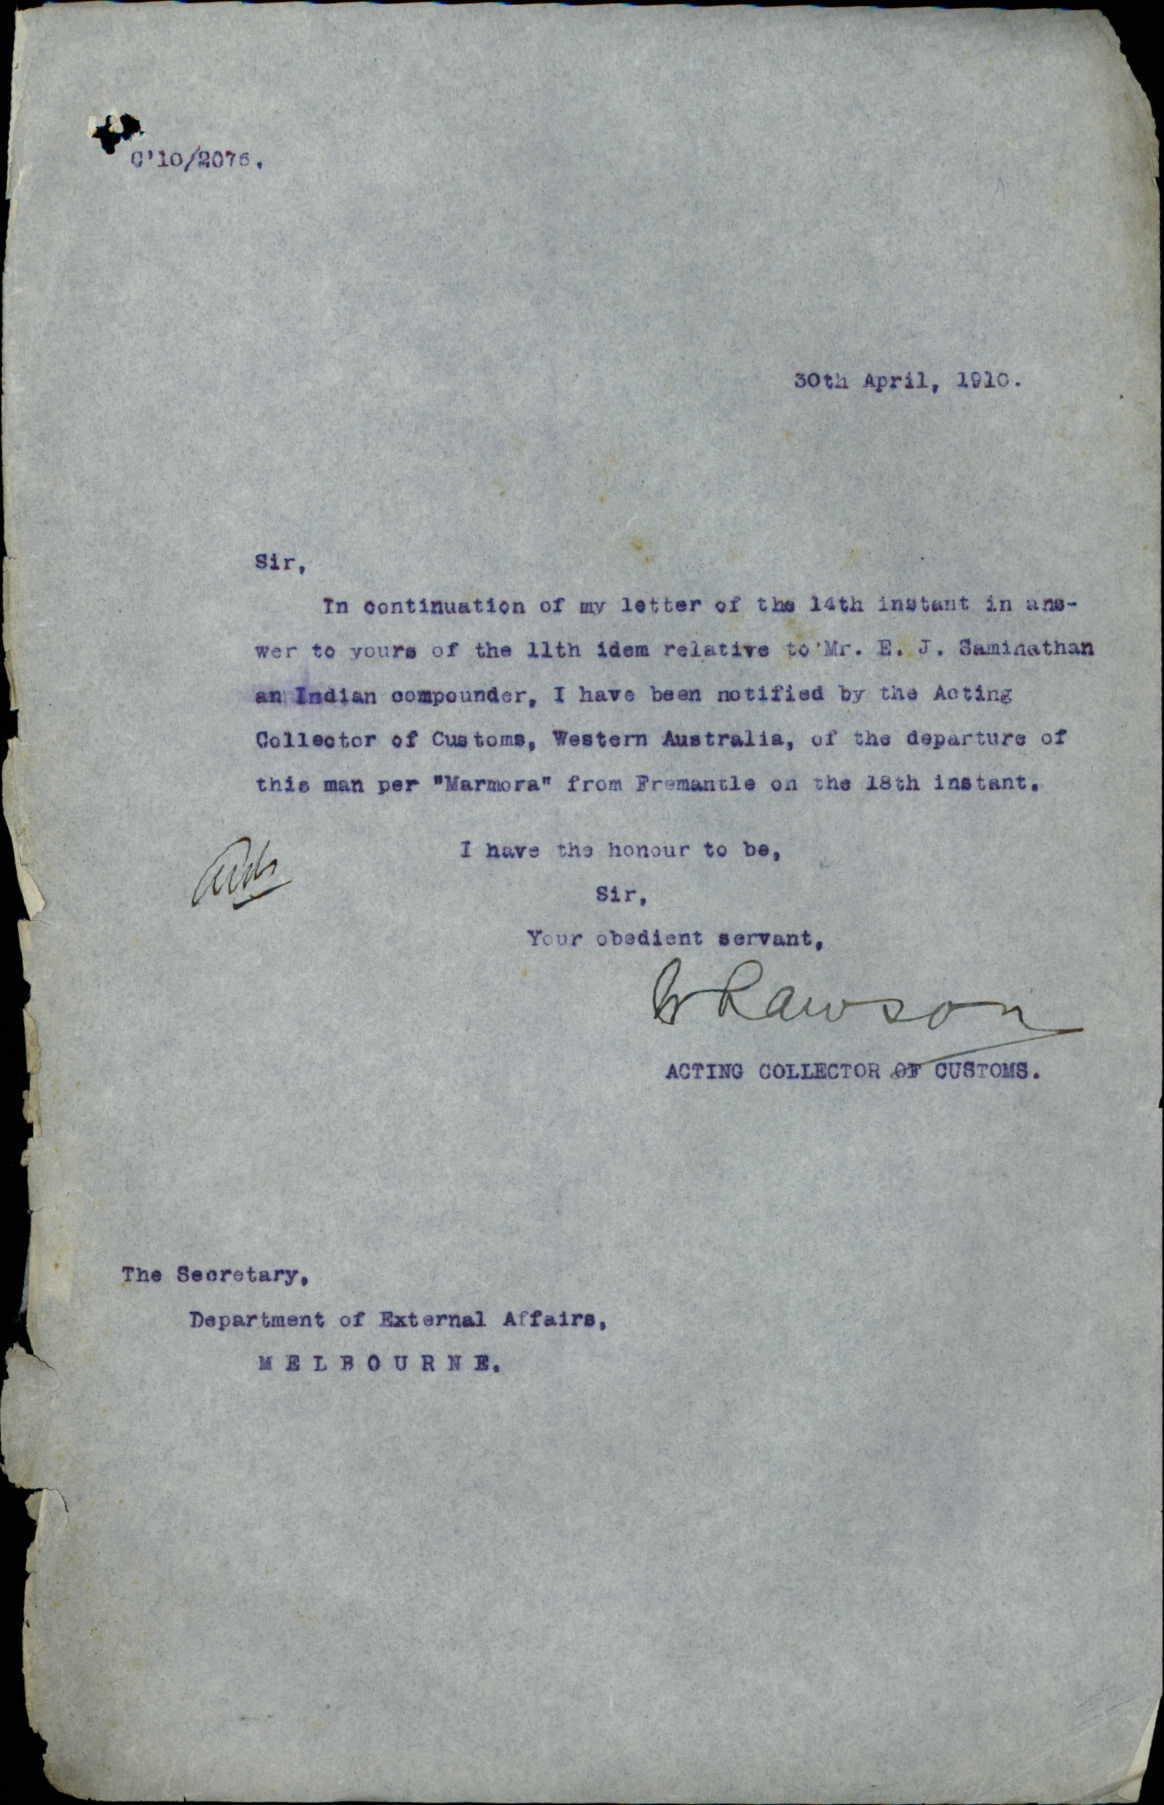 C'10/2076.
30th April, 1910.
Sir,
In continuation of my letter of the 14th instant in ans-
wer to yours of the 11th idem relative to Mr. E. J. Saminathan
an Indian compounder, I have been notified by the Acting
Collector of Customs, Western Australia, of the departure of
this man per "Marmora" from Fremantle on the 18th instant.
I have the honour to be,
Sir,
Your obedient servant,
Lawson
ACTING COLLECTOR OF CUSTOMS.
The Secretary,
Department of External Affairs,
M E L B O U R N E.